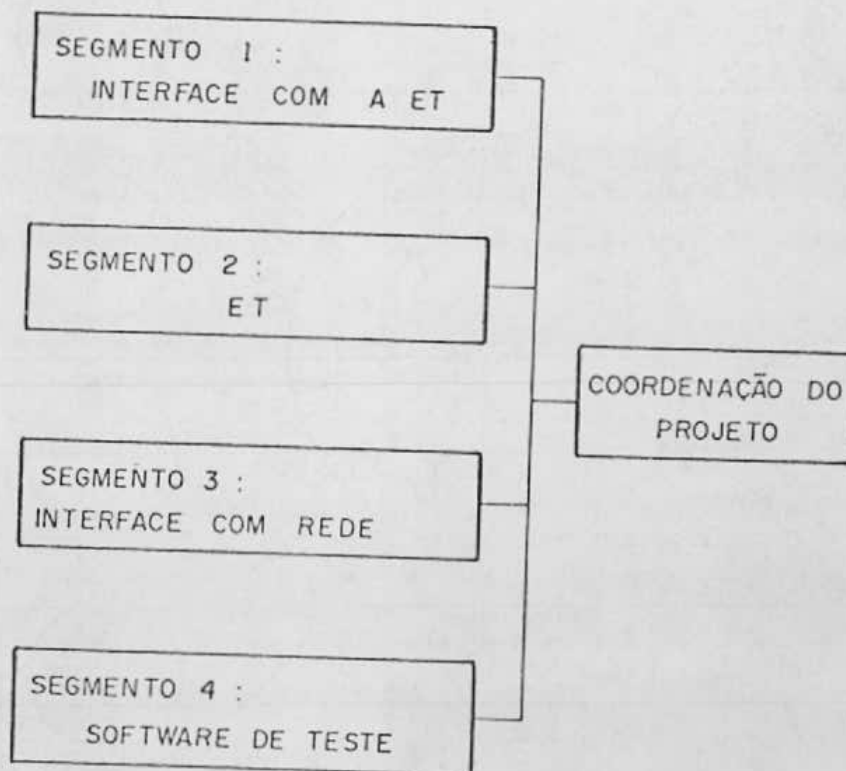 SEGMENTO 1 :
INTERFACE COM A ET
SEGMENTO 2 :
ET
SEGMENTO 3 :
INTERFACE COM REDE
SEGMENTO 4 :
SOFTWARE DE TESTE
COORDENAÇÃO DO
PROJETO